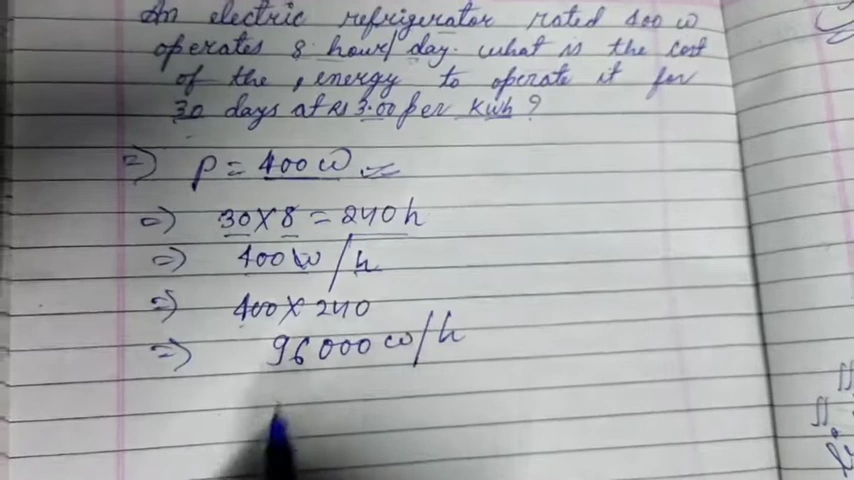 An electric refrigerator rated 400 W
operates 8 hour/day. what is the cost
of the energy to operate it for
30 days at Rs 3.00 per kWh ?
=> P = 400 W
=> 30 X 8 = 240 h
=> 400 W / h
=> 400 X 240
=> 96000 W/h